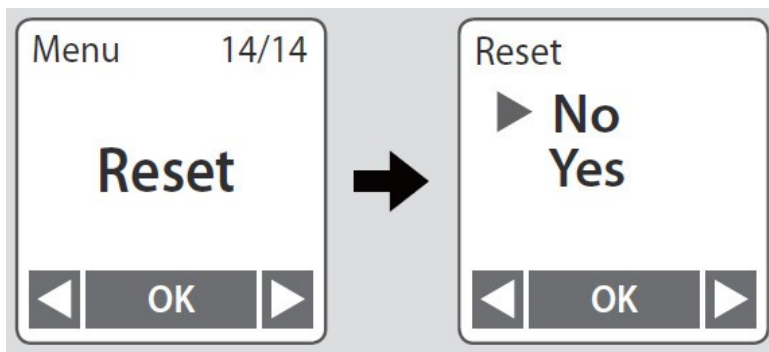 Menu 14/14
Reset
OK
Reset
No
Yes
OK